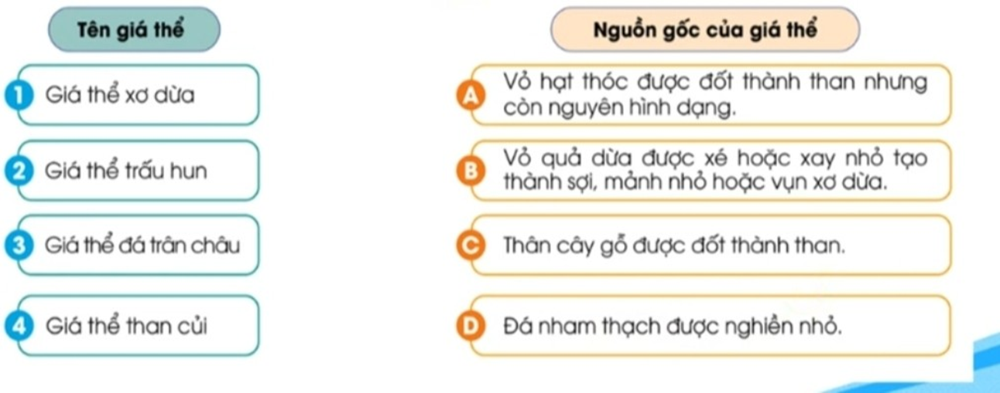 Tên giá thể
Nguồn gốc của giá thể
1 Giá thể xơ dừa
A Vỏ hạt thóc được đốt thành than nhưng
còn nguyên hình dạng.
2 Giá thể trấu hun
B Vỏ quả dừa được xé hoặc xay nhỏ tạo
thành sợi, mảnh nhỏ hoặc vụn xơ dừa.
3 Giá thể đá trân châu
C Thân cây gỗ được đốt thành than.
4 Giá thể than củi
D Đá nham thạch được nghiền nhỏ.